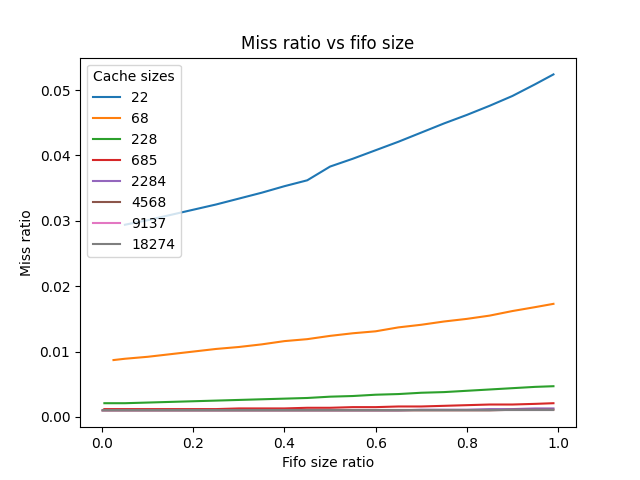 Miss ratio vs fifo size
Cache sizes
22
68
228
685
2284
4568
9137
18274
0.05
0.04
0.03
0.02
0.01
0.00
Miss ratio
0.0 0.2 0.4 0.6 0.8 1.0
Fifo size ratio